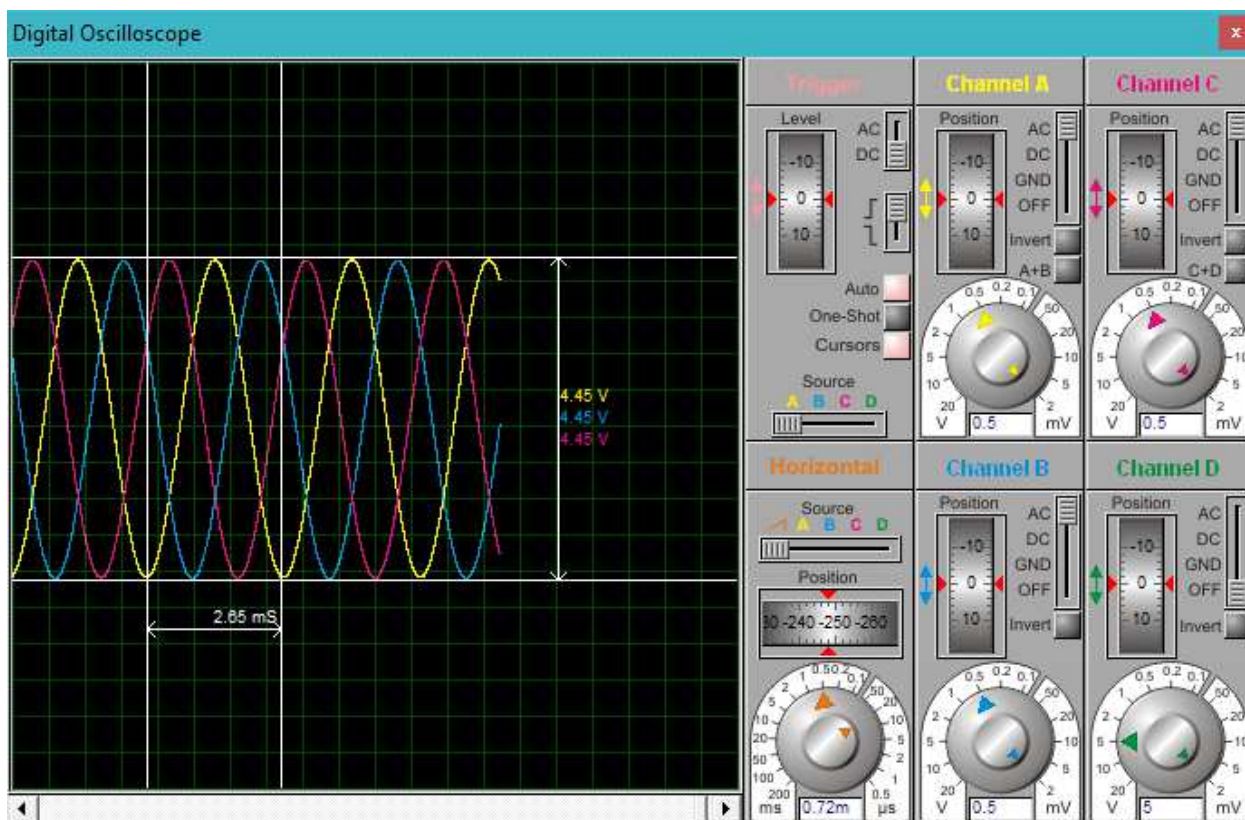 Digital Oscilloscope
x
4.45 V
4.45 V
4.45 V
2.65 mS
Trigger
Level
AC
DC
-10
0
10
Auto
One-Shot
Cursors
Source
A B C D
Channel A
Position
AC
DC
GND
OFF
-10
0
10
Invert
A+B
0.5 0.2 0.1
1
2
5
10
20
V
50
20
10
5
2
mV
0.5
Channel C
Position
AC
DC
GND
OFF
-10
0
10
Invert
C+D
0.5 0.2 0.1
1
2
5
10
20
V
50
20
10
5
2
mV
0.5
Horizontal
Source
A B C D
Position
30 -240 -250 -260
0.5 0.2 0.1
1
2
5
10
20
50
100
200
ms
50
20
10
5
2
1
0.5
µs
0.72m
Channel B
Position
AC
DC
GND
OFF
-10
0
10
Invert
0.5 0.2 0.1
1
2
5
10
20
V
50
20
10
5
2
mV
0.5
Channel D
Position
AC
DC
GND
OFF
-10
0
10
Invert
0.5 0.2 0.1
1
2
5
10
20
V
50
20
10
5
2
mV
5